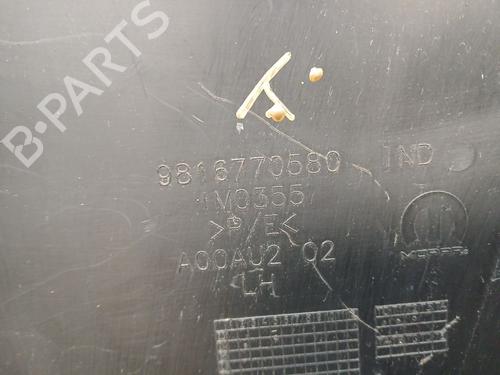 B-PARTS
T.
9816770580 IND
1M0355
>P/E<
A00AU2 02
MOPAR
LH